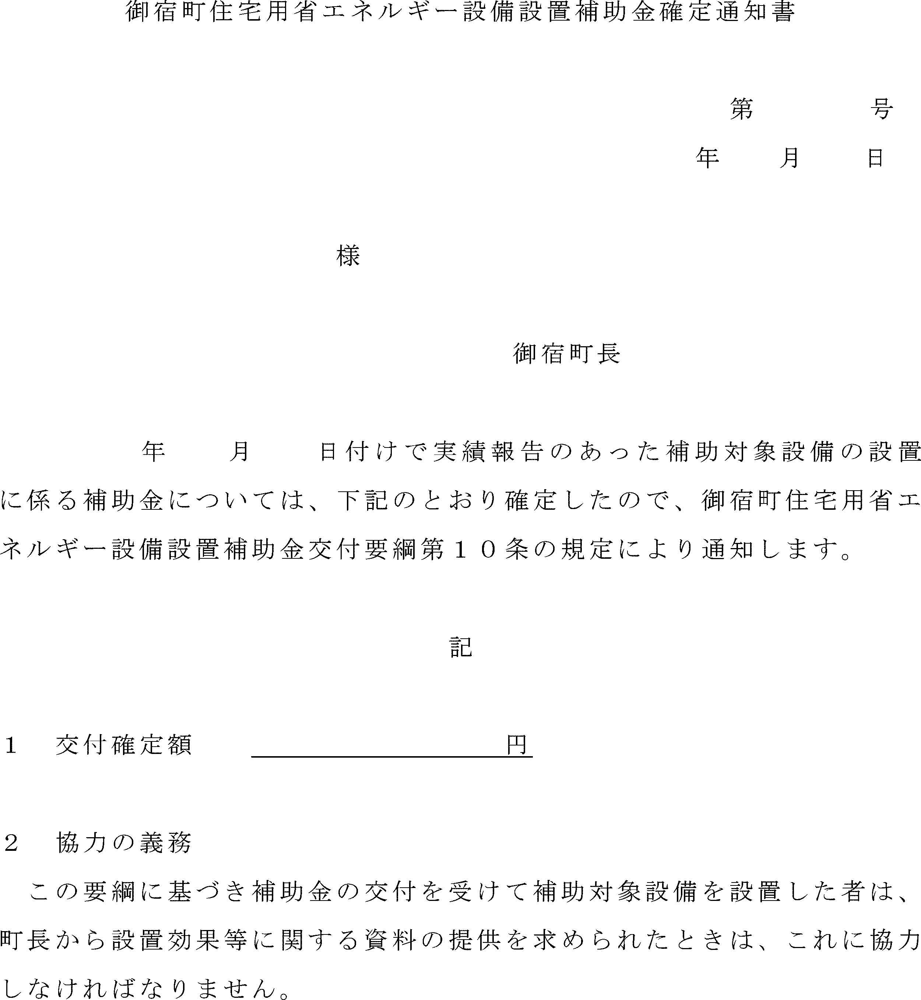 御宿町住宅用省エネルギー設備設置補助金確定通知書
第　　　　号
年　　月　　日
様
御宿町長
年　　月　　日付けで実績報告のあった補助対象設備の設置
に係る補助金については、下記のとおり確定したので、御宿町住宅用省エ
ネルギー設備設置補助金交付要綱第１０条の規定により通知します。
記
１　交付確定額　　　　　　　　　　　円
２　協力の義務
この要綱に基づき補助金の交付を受けて補助対象設備を設置した者は、
町長から設置効果等に関する資料の提供を求められたときは、これに協力
しなければなりません。